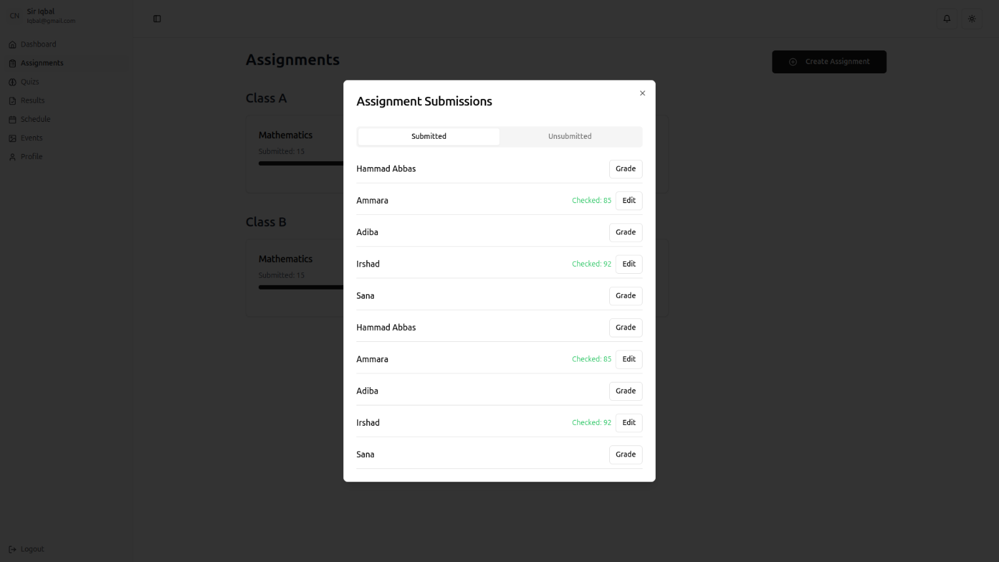 CN
Sir Iqbal
Iqbal@gmail.com
Dashboard
Assignments
Quizs
Results
Schedule
Events
Profile
Logout
Assignments
Create Assignment
Class A
Mathematics
Submitted: 15
Class B
Mathematics
Submitted: 15
Assignment Submissions
Submitted Unsubmitted
Hammad Abbas Grade
Ammara Checked: 85 Edit
Adiba Grade
Irshad Checked: 92 Edit
Sana Grade
Hammad Abbas Grade
Ammara Checked: 85 Edit
Adiba Grade
Irshad Checked: 92 Edit
Sana Grade